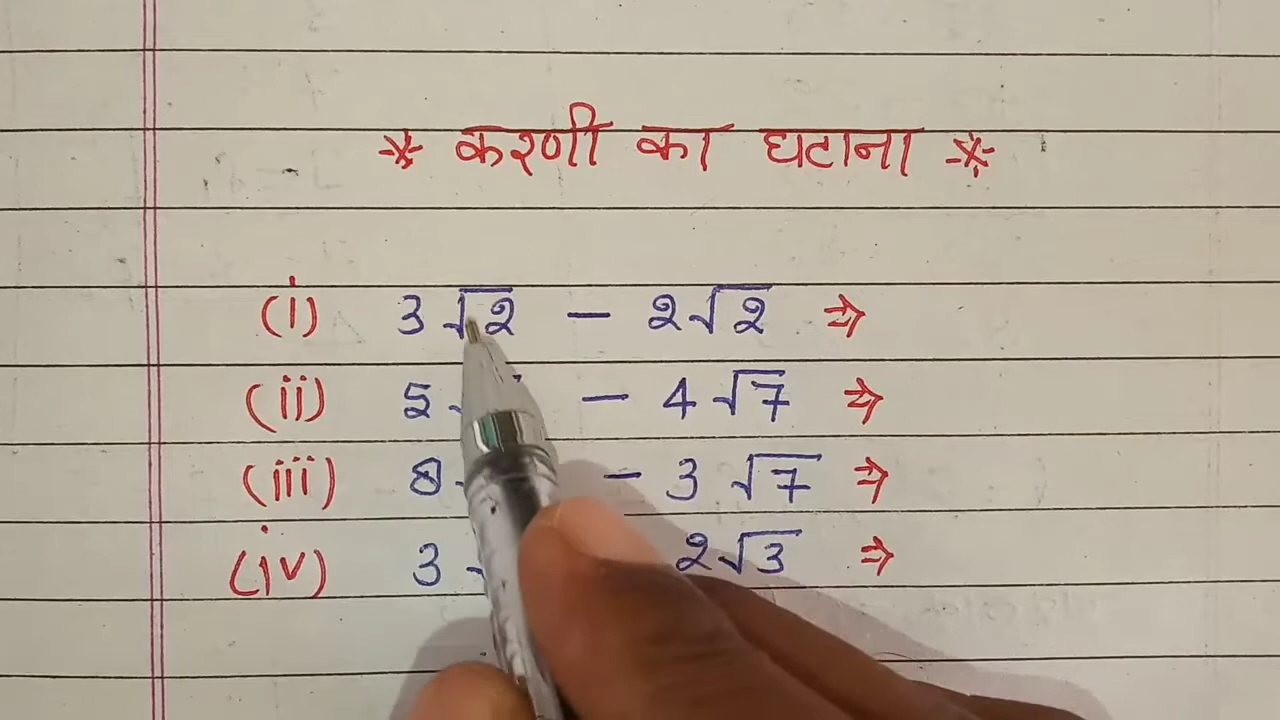 * करणी का घटाना *
(i) 3√2 - 2√2 ⇒
(ii) 5 - 4√7 ⇒
(iii) 8 - 3√7 ⇒
(iv) 3 2√3 ⇒